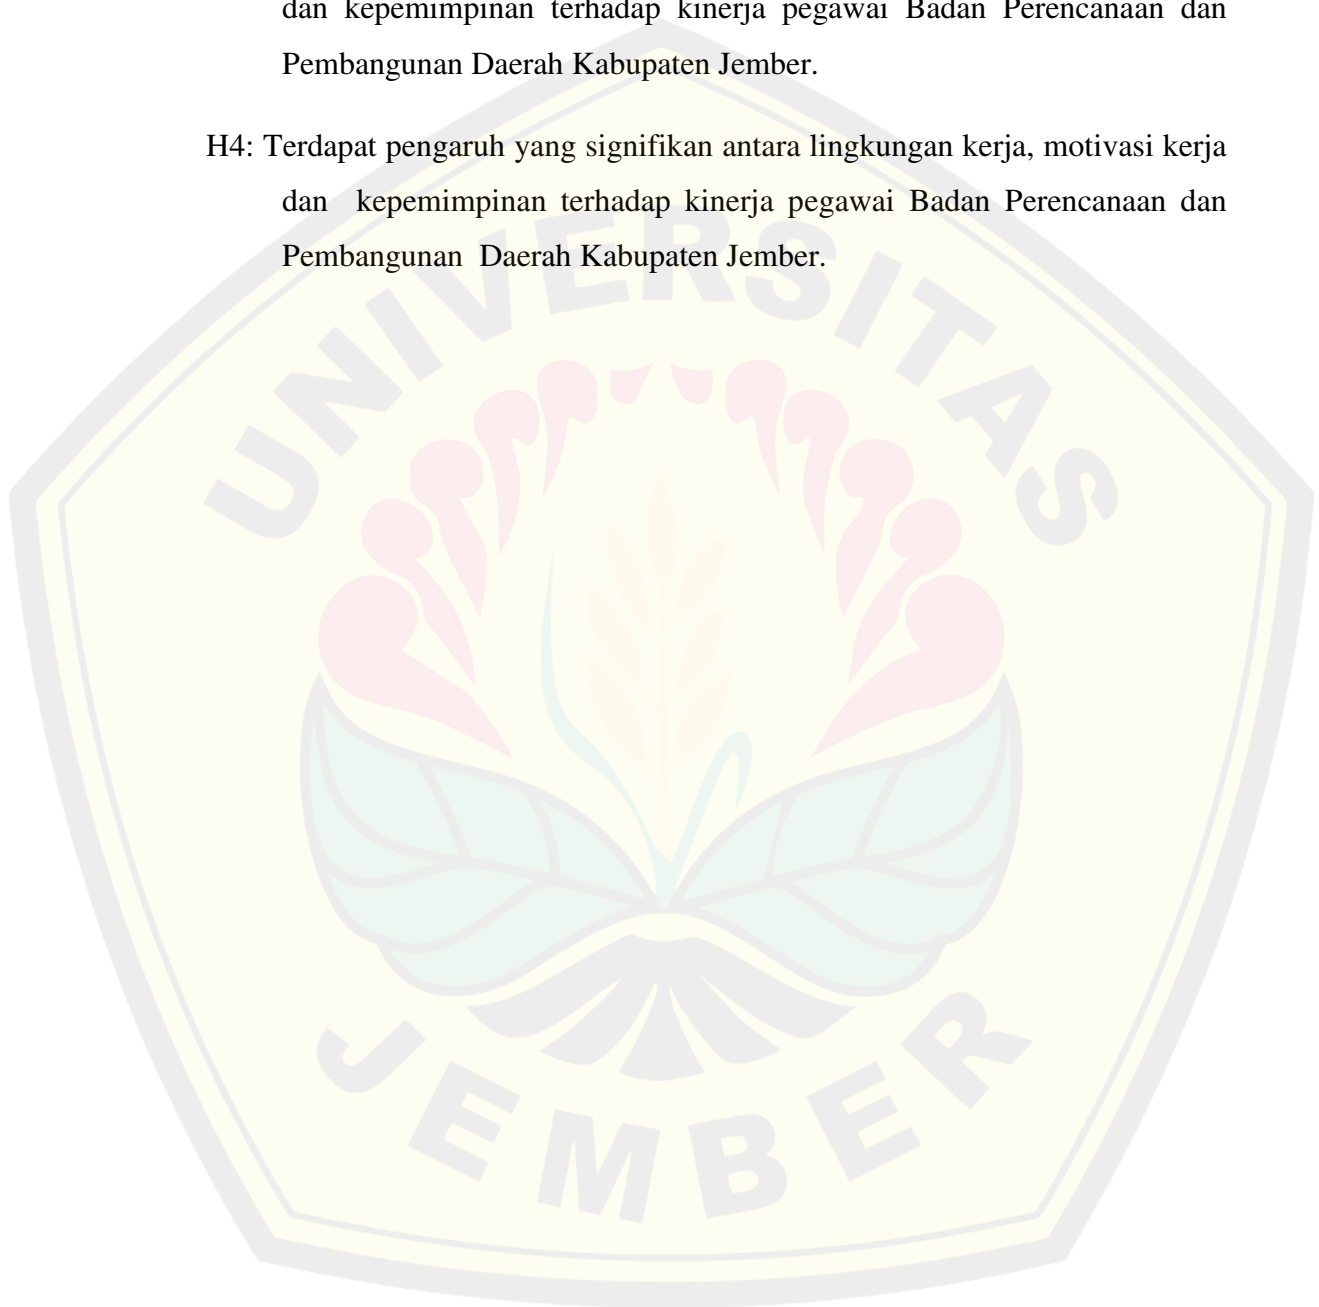 dan kepemimpinan terhadap kinerja pegawai Badan Perencanaan dan
Pembangunan Daerah Kabupaten Jember.
H4: Terdapat pengaruh yang signifikan antara lingkungan kerja, motivasi kerja
dan kepemimpinan terhadap kinerja pegawai Badan Perencanaan dan
Pembangunan Daerah Kabupaten Jember.
UNIVERSITAS
JEMBER